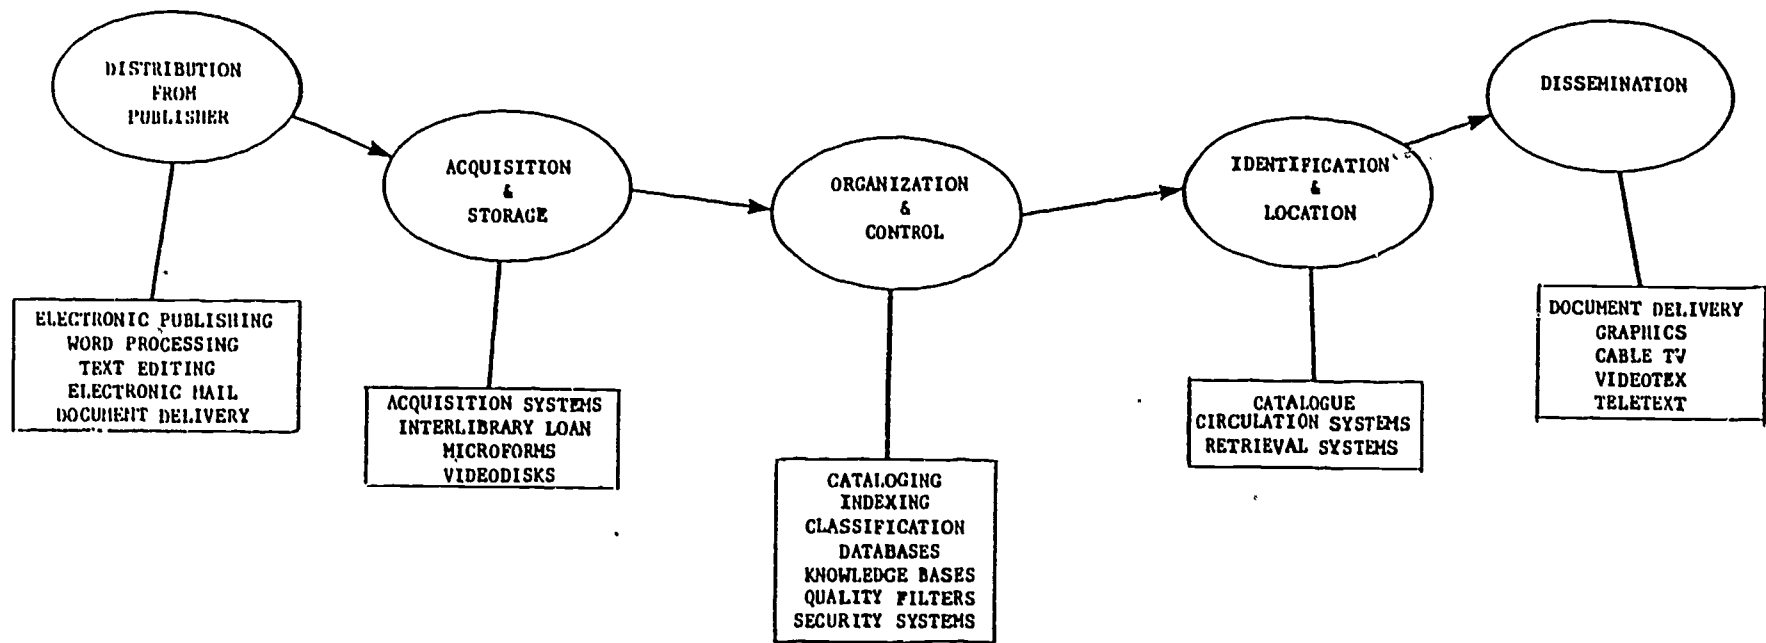 DISTRIBUTION
FROM
PUBLISHER
ELECTRONIC PUBLISHING
WORD PROCESSING
TEXT EDITING
ELECTRONIC MAIL
DOCUMENT DELIVERY
ACQUISITION
&
STORAGE
ACQUISITION SYSTEMS
INTERLIBRARY LOAN
MICROFORMS
VIDEODISKS
ORGANIZATION
&
CONTROL
CATALOGING
INDEXING
CLASSIFICATION
DATABASES
KNOWLEDGE BASES
QUALITY FILTERS
SECURITY SYSTEMS
IDENTIFICATION
&
LOCATION
CATALOGUE
CIRCULATION SYSTEMS
RETRIEVAL SYSTEMS
DISSEMINATION
DOCUMENT DELIVERY
GRAPHICS
CABLE TV
VIDEOTEX
TELETEXT